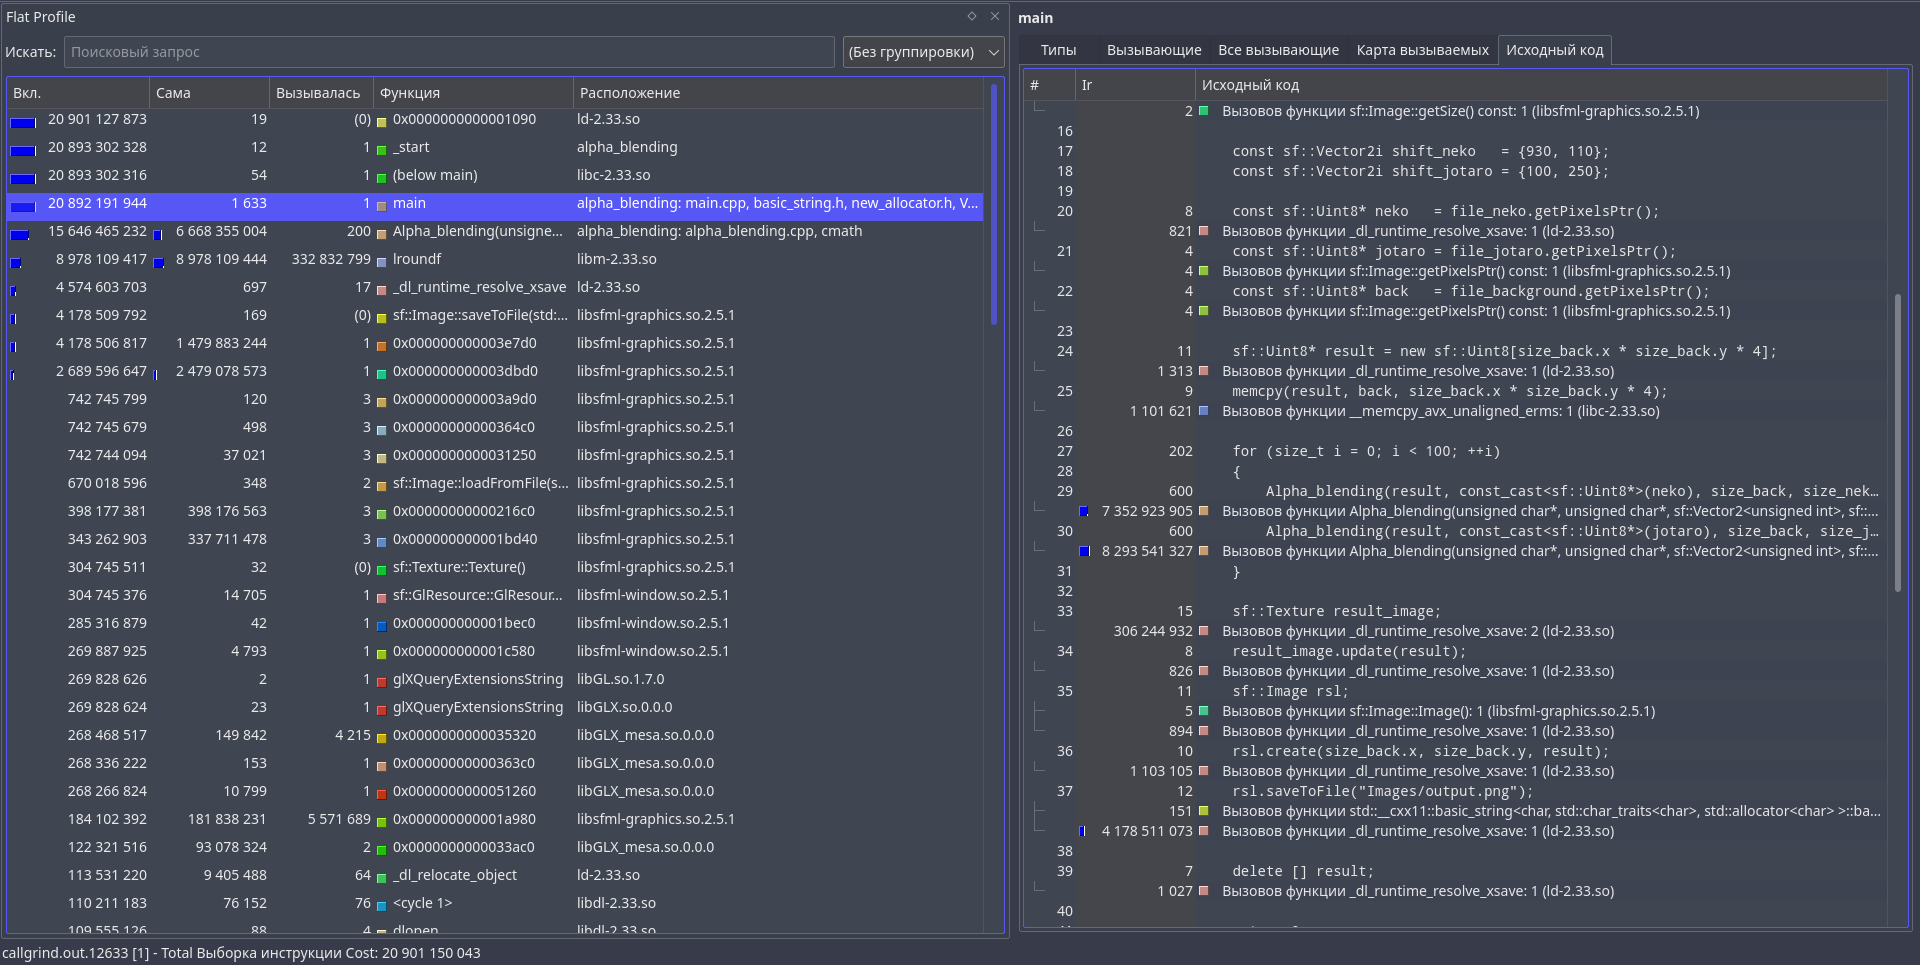 Flat Profile
Искать: Поисковый запрос (Без группировки)
Вкл. Сама Вызывалась Функция Расположение
20 901 127 873 19 (0) 0x0000000000001090 ld-2.33.so
20 893 302 328 12 1 _start alpha_blending
20 893 302 316 54 1 (below main) libc-2.33.so
20 892 191 944 1 633 1 main alpha_blending: main.cpp, basic_string.h, new_allocator.h, V...
15 646 465 232 6 668 355 004 200 Alpha_blending(unsigne... alpha_blending: alpha_blending.cpp, cmath
8 978 109 417 8 978 109 444 332 832 799 lroundf libm-2.33.so
4 574 603 703 697 17 _dl_runtime_resolve_xsave ld-2.33.so
4 178 509 792 169 (0) sf::Image::saveToFile(std:... libsfml-graphics.so.2.5.1
4 178 506 817 1 479 883 244 1 0x000000000003e7d0 libsfml-graphics.so.2.5.1
2 689 596 647 2 479 078 573 1 0x000000000003dbd0 libsfml-graphics.so.2.5.1
742 745 799 120 3 0x000000000003a9d0 libsfml-graphics.so.2.5.1
742 745 679 498 3 0x00000000000364c0 libsfml-graphics.so.2.5.1
742 744 094 37 021 3 0x0000000000031250 libsfml-graphics.so.2.5.1
670 018 596 348 2 sf::Image::loadFromFile(s... libsfml-graphics.so.2.5.1
398 177 381 398 176 563 3 0x00000000000216c0 libsfml-graphics.so.2.5.1
343 262 903 337 711 478 3 0x000000000001bd40 libsfml-graphics.so.2.5.1
304 745 511 32 (0) sf::Texture::Texture() libsfml-graphics.so.2.5.1
304 745 376 14 705 1 sf::GlResource::GlResour... libsfml-window.so.2.5.1
285 316 879 42 1 0x000000000001bec0 libsfml-window.so.2.5.1
269 887 925 4 793 1 0x000000000001c580 libsfml-window.so.2.5.1
269 828 626 2 1 glXQueryExtensionsString libGL.so.1.7.0
269 828 624 23 1 glXQueryExtensionsString libGLX.so.0.0.0
268 468 517 149 842 4 215 0x0000000000035320 libGLX_mesa.so.0.0.0
268 336 222 153 1 0x00000000000363c0 libGLX_mesa.so.0.0.0
268 266 824 10 799 1 0x0000000000051260 libGLX_mesa.so.0.0.0
184 102 392 181 838 231 5 571 689 0x000000000001a980 libsfml-graphics.so.2.5.1
122 321 516 93 078 324 2 0x0000000000033ac0 libGLX_mesa.so.0.0.0
113 531 220 9 405 488 64 _dl_relocate_object ld-2.33.so
110 211 183 76 152 76 <cycle 1> libdl-2.33.so
109 555 126 88 4 dlopen libdl-2.33.so
callgrind.out.12633 [1] - Total Выборка инструкции Cost: 20 901 150 043
main
Типы Вызывающие Все вызывающие Карта вызываемых Исходный код
# Ir Исходный код
2 Вызовов функции sf::Image::getSize() const: 1 (libsfml-graphics.so.2.5.1)
16
17 const sf::Vector2i shift_neko = {930, 110};
18 const sf::Vector2i shift_jotaro = {100, 250};
19
20 8 const sf::Uint8* neko = file_neko.getPixelsPtr();
821 Вызовов функции _dl_runtime_resolve_xsave: 1 (ld-2.33.so)
21 4 const sf::Uint8* jotaro = file_jotaro.getPixelsPtr();
4 Вызовов функции sf::Image::getPixelsPtr() const: 1 (libsfml-graphics.so.2.5.1)
22 4 const sf::Uint8* back = file_background.getPixelsPtr();
4 Вызовов функции sf::Image::getPixelsPtr() const: 1 (libsfml-graphics.so.2.5.1)
23
24 11 sf::Uint8* result = new sf::Uint8[size_back.x * size_back.y * 4];
1 313 Вызовов функции _dl_runtime_resolve_xsave: 1 (ld-2.33.so)
25 9 memcpy(result, back, size_back.x * size_back.y * 4);
1 101 621 Вызовов функции __memcpy_avx_unaligned_erms: 1 (libc-2.33.so)
26
27 202 for (size_t i = 0; i < 100; ++i)
28 {
29 600 Alpha_blending(result, const_cast<sf::Uint8*>(neko), size_back, size_nek...
7 352 923 905 Вызовов функции Alpha_blending(unsigned char*, unsigned char*, sf::Vector2<unsigned int>, sf::...
30 600 Alpha_blending(result, const_cast<sf::Uint8*>(jotaro), size_back, size_j...
8 293 541 327 Вызовов функции Alpha_blending(unsigned char*, unsigned char*, sf::Vector2<unsigned int>, sf::...
31 }
32
33 15 sf::Texture result_image;
306 244 932 Вызовов функции _dl_runtime_resolve_xsave: 2 (ld-2.33.so)
34 8 result_image.update(result);
826 Вызовов функции _dl_runtime_resolve_xsave: 1 (ld-2.33.so)
35 11 sf::Image rsl;
5 Вызовов функции sf::Image::Image(): 1 (libsfml-graphics.so.2.5.1)
894 Вызовов функции _dl_runtime_resolve_xsave: 1 (ld-2.33.so)
36 10 rsl.create(size_back.x, size_back.y, result);
1 103 105 Вызовов функции _dl_runtime_resolve_xsave: 1 (ld-2.33.so)
37 12 rsl.saveToFile("Images/output.png");
151 Вызовов функции std::__cxx11::basic_string<char, std::char_traits<char>, std::allocator<char> >::ba...
4 178 511 073 Вызовов функции _dl_runtime_resolve_xsave: 1 (ld-2.33.so)
38
39 7 delete [] result;
1 027 Вызовов функции _dl_runtime_resolve_xsave: 1 (ld-2.33.so)
40